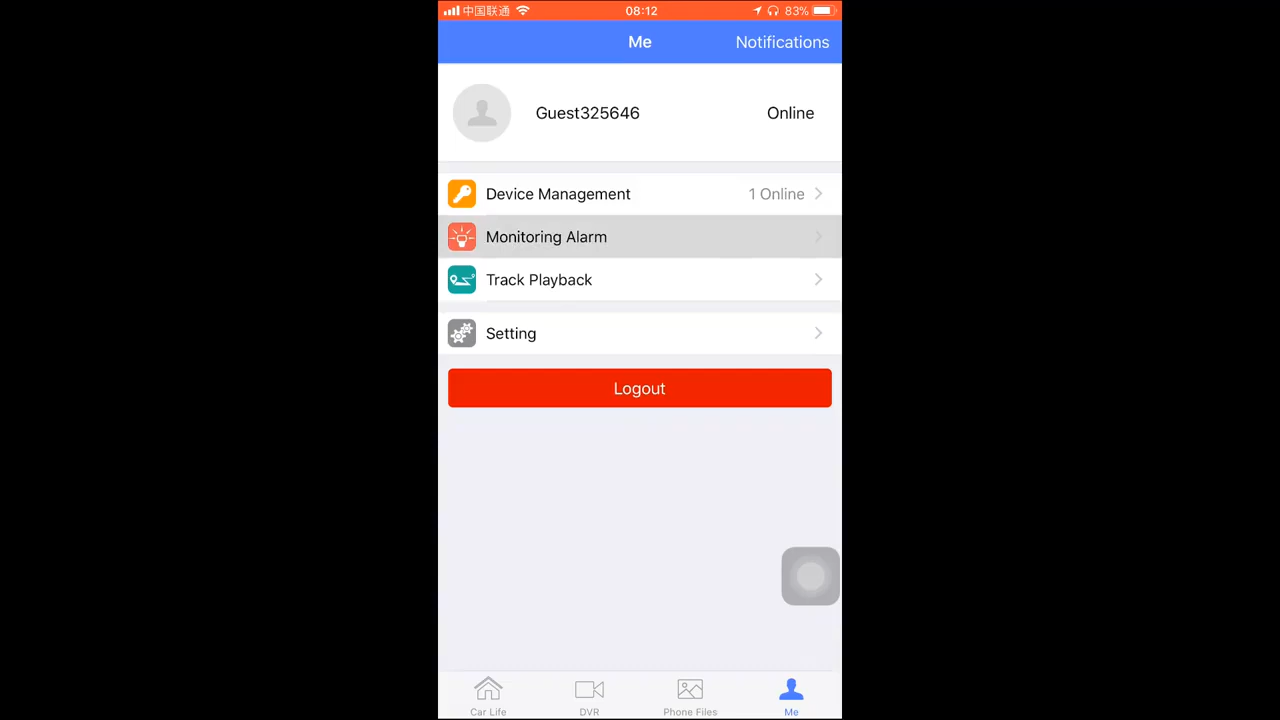 中国联通 08:12 83%
Me Notifications
Guest325646 Online
Device Management 1 Online
Monitoring Alarm
Track Playback
Setting
Logout
Car Life DVR Phone Files Me